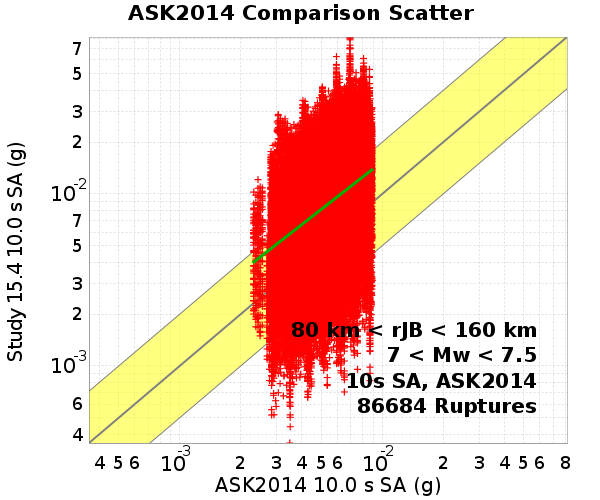 ASK2014 Comparison Scatter
7
5
3
2
10-2
7
5
3
2
10-3
6
4
Study 15.4 10.0 s SA (g)
80 km < rJB < 160 km
7 < Mw < 7.5
10s SA, ASK2014
86684 Ruptures
4 5 6 10-3 2 3 4 5 6 10-2 2 3 4 5 6 8
ASK2014 10.0 s SA (g)